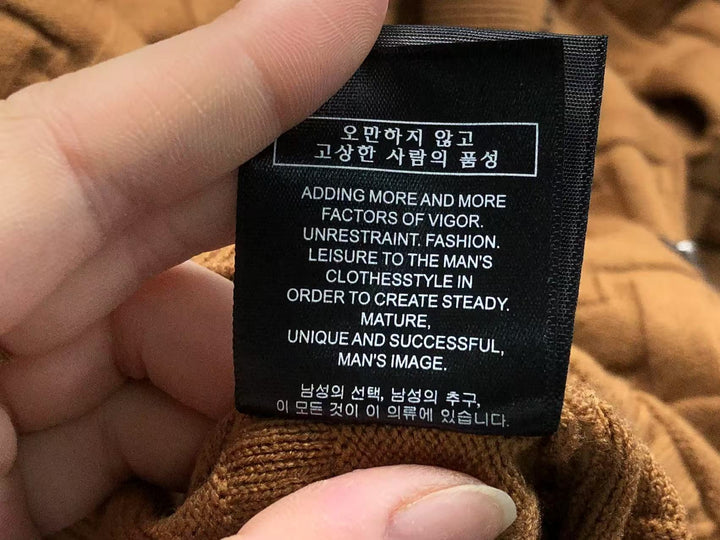 오만하지 않고
고상한 사람의 품성
ADDING MORE AND MORE
FACTORS OF VIGOR.
UNRESTRAINT. FASHION.
LEISURE TO THE MAN'S
CLOTHESSTYLE IN
ORDER TO CREATE STEADY.
MATURE,
UNIQUE AND SUCCESSFUL,
MAN'S IMAGE.
남성의 선택, 남성의 추구,
이 모든 것이 이 의류에 있습니다.